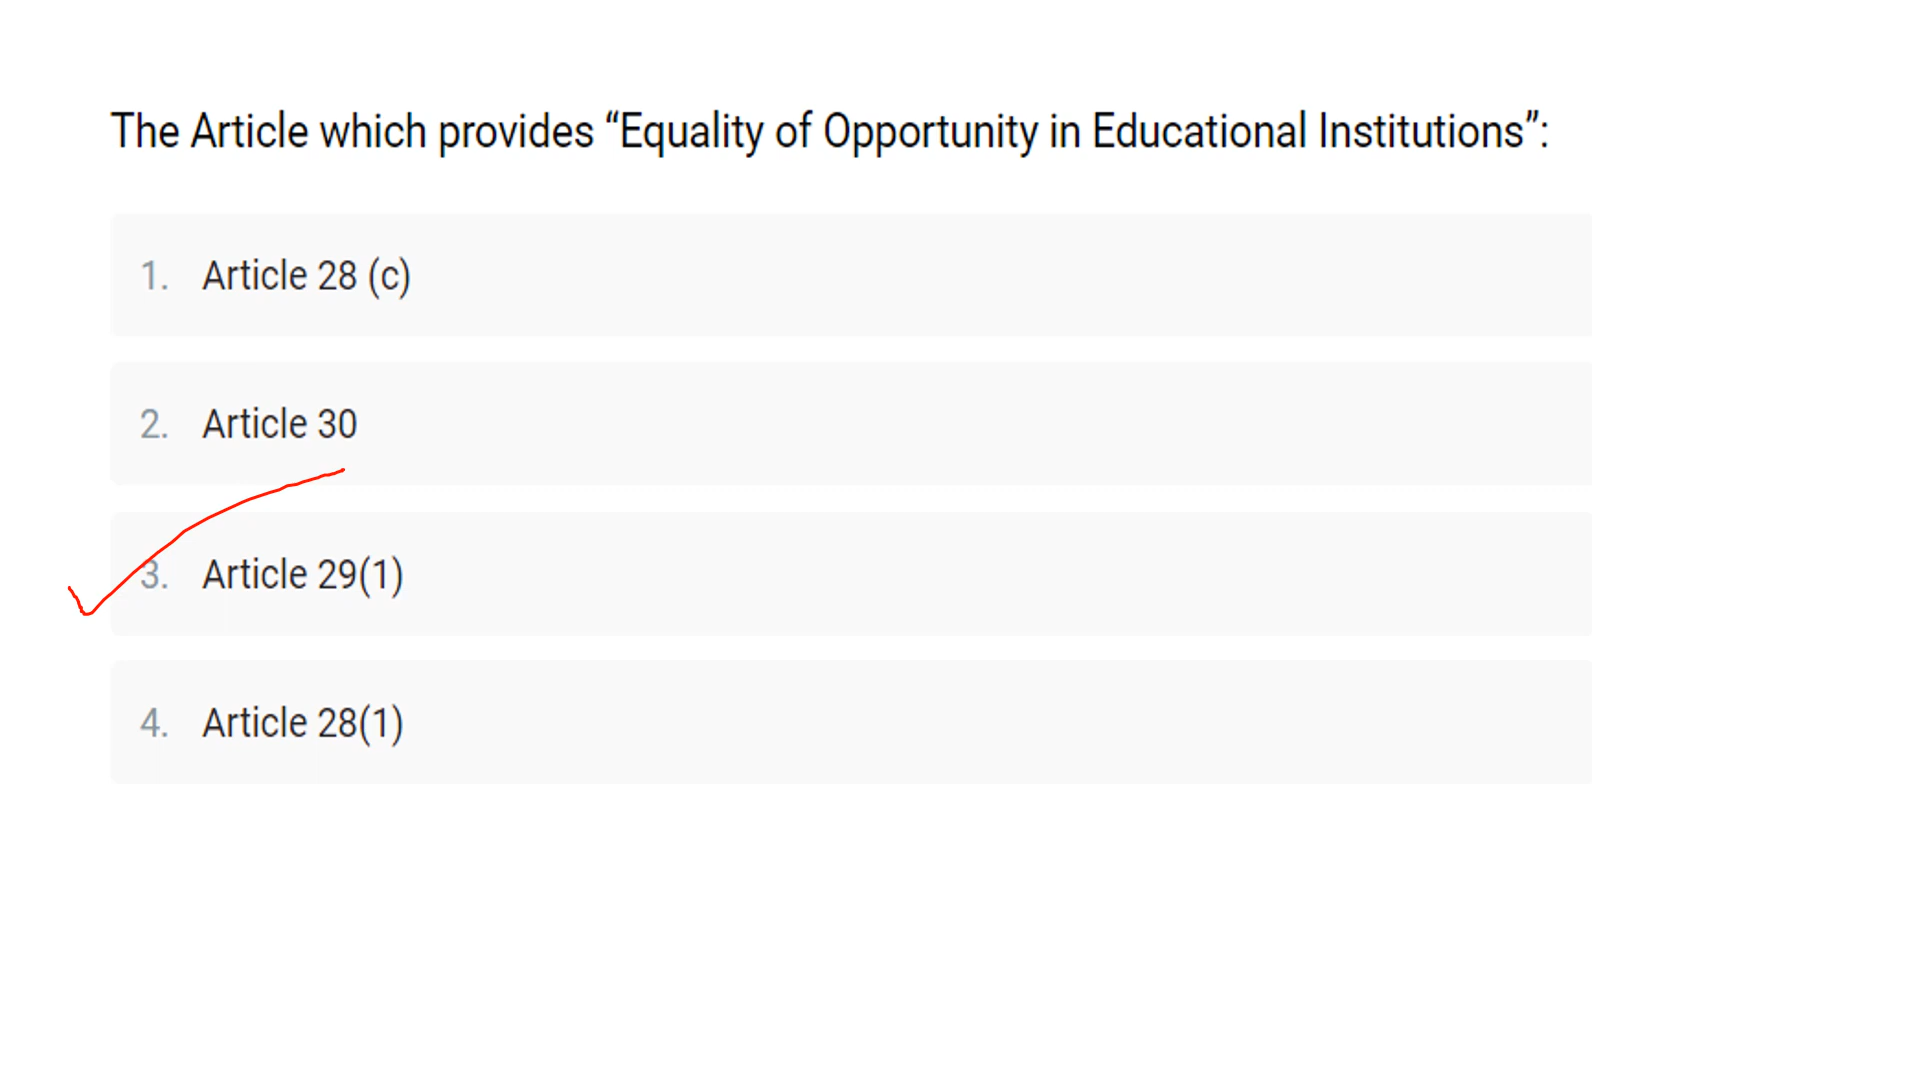 The Article which provides “Equality of Opportunity in Educational Institutions”:
1. Article 28 (c)
2. Article 30
3. Article 29(1)
4. Article 28(1)